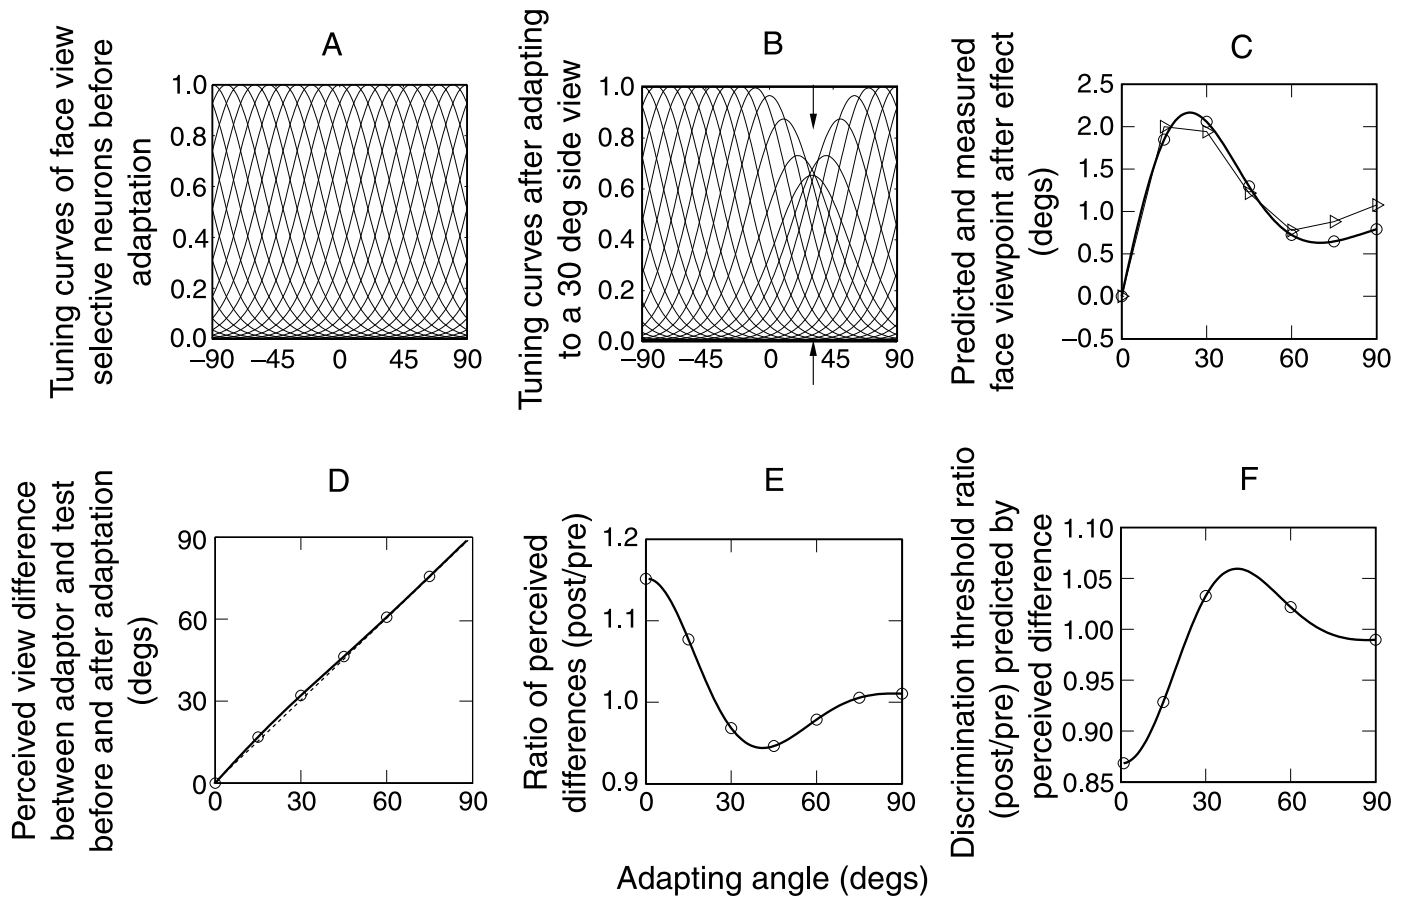 A
Tuning curves of face view
selective neurons before
adaptation
1.0
0.8
0.6
0.4
0.2
0.0
−90 −45 0 45 90
B
Tuning curves after adapting
to a 30 deg side view
1.0
0.8
0.6
0.4
0.2
0.0
−90 −45 0 45 90
C
Predicted and measured
face viewpoint after effect
(degs)
2.5
2.0
1.5
1.0
0.5
0.0
−0.5
0 30 60 90
D
Perceived view difference
between adaptor and test
before and after adaptation
(degs)
90
60
30
0
0 30 60 90
E
Ratio of perceived
differences (post/pre)
1.2
1.1
1.0
0.9
0 30 60 90
F
Discrimination threshold ratio
(post/pre) predicted by
perceived difference
1.10
1.05
1.00
0.95
0.90
0.85
0 30 60 90
Adapting angle (degs)